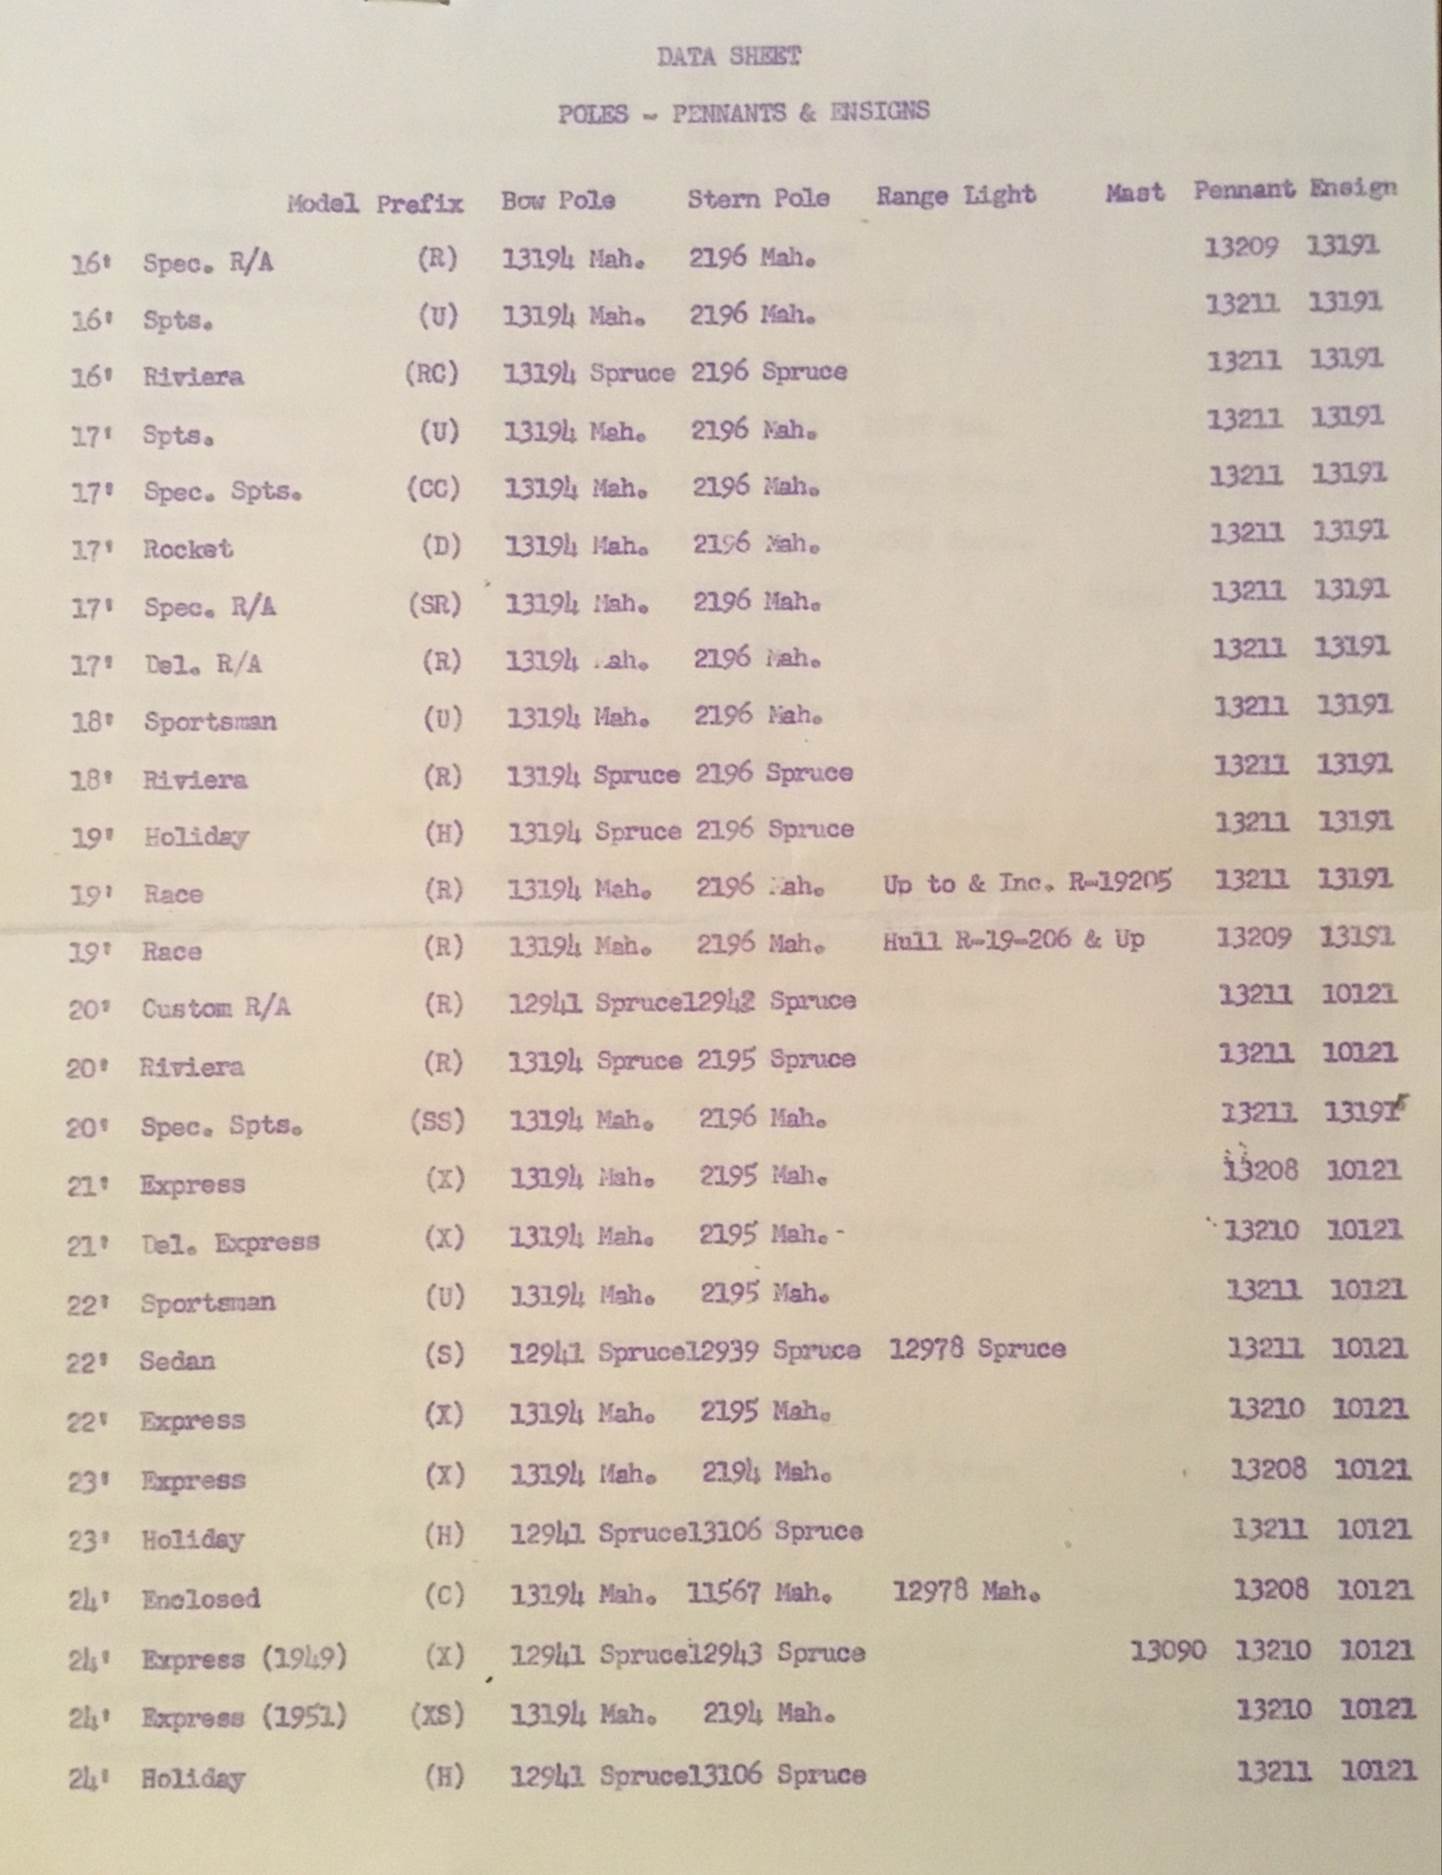 DATA SHEET
POLES - PENNANTS & ENSIGNS
Model Prefix Bow Pole Stern Pole Range Light Mast Pennant Ensign
16' Spec. R/A (R) 13194 Mah. 2196 Mah. 13209 13191
16' Spts. (U) 13194 Mah. 2196 Mah. 13211 13191
16' Riviera (RC) 13194 Spruce 2196 Spruce 13211 13191
17' Spts. (U) 13194 Mah. 2196 Mah. 13211 13191
17' Spec. Spts. (CC) 13194 Mah. 2196 Mah. 13211 13191
17' Rocket (D) 13194 Mah. 2196 Mah. 13211 13191
17' Spec. R/A (SR) 13194 Mah. 2196 Mah. 13211 13191
17' Del. R/A (R) 13194 Mah. 2196 Mah. 13211 13191
18' Sportsman (U) 13194 Mah. 2196 Mah. 13211 13191
18' Riviera (R) 13194 Spruce 2196 Spruce 13211 13191
19' Holiday (H) 13194 Spruce 2196 Spruce 13211 13191
19' Race (R) 13194 Mah. 2196 Mah. Up to & Inc. R-19205 13211 13191
19' Race (R) 13194 Mah. 2196 Mah. Hull R-19-206 & Up 13209 13191
20' Custom R/A (R) 12941 Spruce12942 Spruce 13211 10121
20' Riviera (R) 13194 Spruce 2195 Spruce 13211 10121
20' Spec. Spts. (SS) 13194 Mah. 2196 Mah. 13211 13191
21' Express (X) 13194 Mah. 2195 Mah. 13208 10121
21' Del. Express (X) 13194 Mah. 2195 Mah. 13210 10121
22' Sportsman (U) 13194 Mah. 2195 Mah. 13211 10121
22' Sedan (S) 12941 Spruce12939 Spruce 12978 Spruce 13211 10121
22' Express (X) 13194 Mah. 2195 Mah. 13210 10121
23' Express (X) 13194 Mah. 2194 Mah. 13208 10121
23' Holiday (H) 12941 Spruce13106 Spruce 13211 10121
24' Enclosed (C) 13194 Mah. 11567 Mah. 12978 Mah. 13208 10121
24' Express (1949) (X) 12941 Spruce12943 Spruce 13090 13210 10121
24' Express (1951) (XS) 13194 Mah. 2194 Mah. 13210 10121
24' Holiday (H) 12941 Spruce13106 Spruce 13211 10121